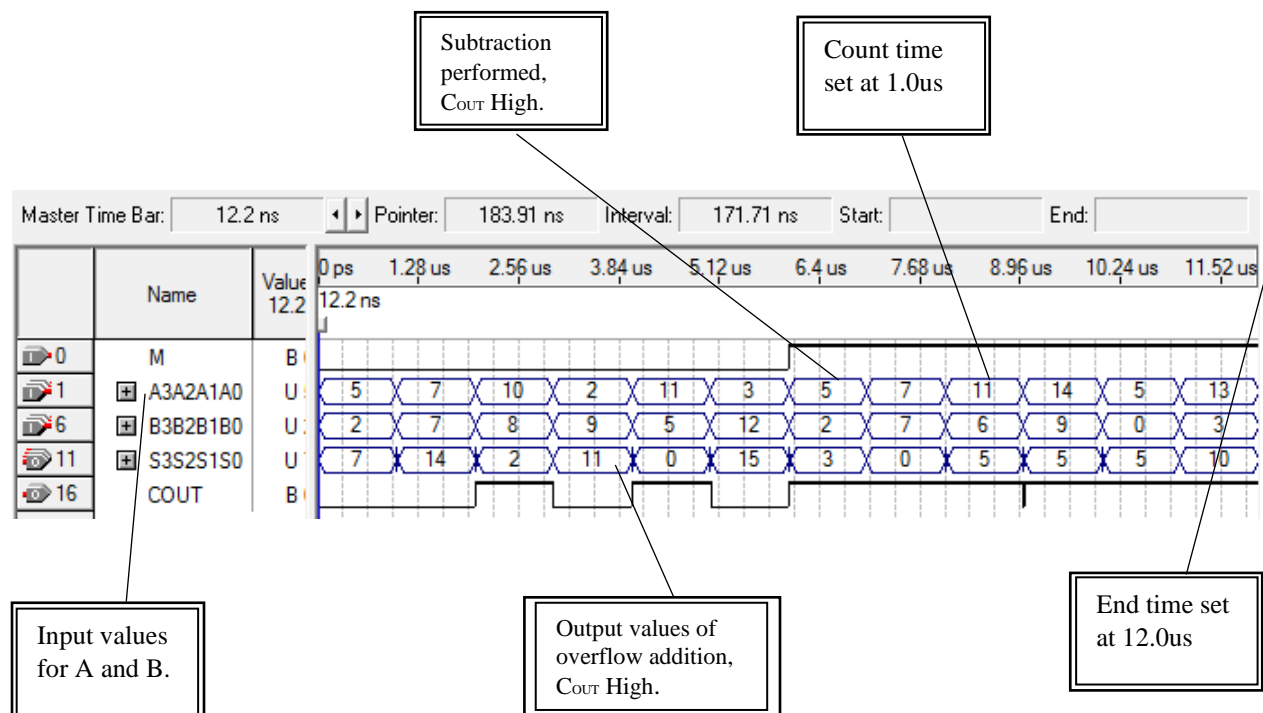 Subtraction
performed,
COUT High.
Count time
set at 1.0us
Master Time Bar: 12.2 ns Pointer: 183.91 ns Interval: 171.71 ns Start: End:
Name Value 12.2 0 ps 1.28 us 2.56 us 3.84 us 5.12 us 6.4 us 7.68 us 8.96 us 10.24 us 11.52 us
12.2 ns
0 M B
1 A3A2A1A0 U 5 7 10 2 11 3 5 7 11 14 5 13
6 B3B2B1B0 U 2 7 8 9 5 12 2 7 6 9 0 3
11 S3S2S1S0 U 7 14 2 11 0 15 3 0 5 5 5 10
16 COUT B
Input values
for A and B.
Output values of
overflow addition,
COUT High.
End time set
at 12.0us